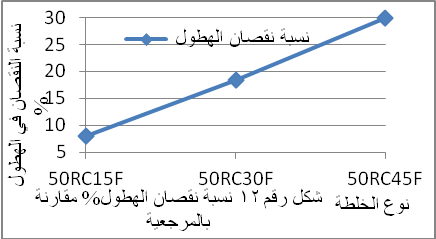 نسبة النقصان في الهطول
%
30
25
20
15
10
5
نسبة نقصان الهطول
50RC15F
50RC30F
50RC45F
نوع الخلطة
شكل رقم ١٢ نسبة نقصان الهطول% مقارنة
بالمرجعية